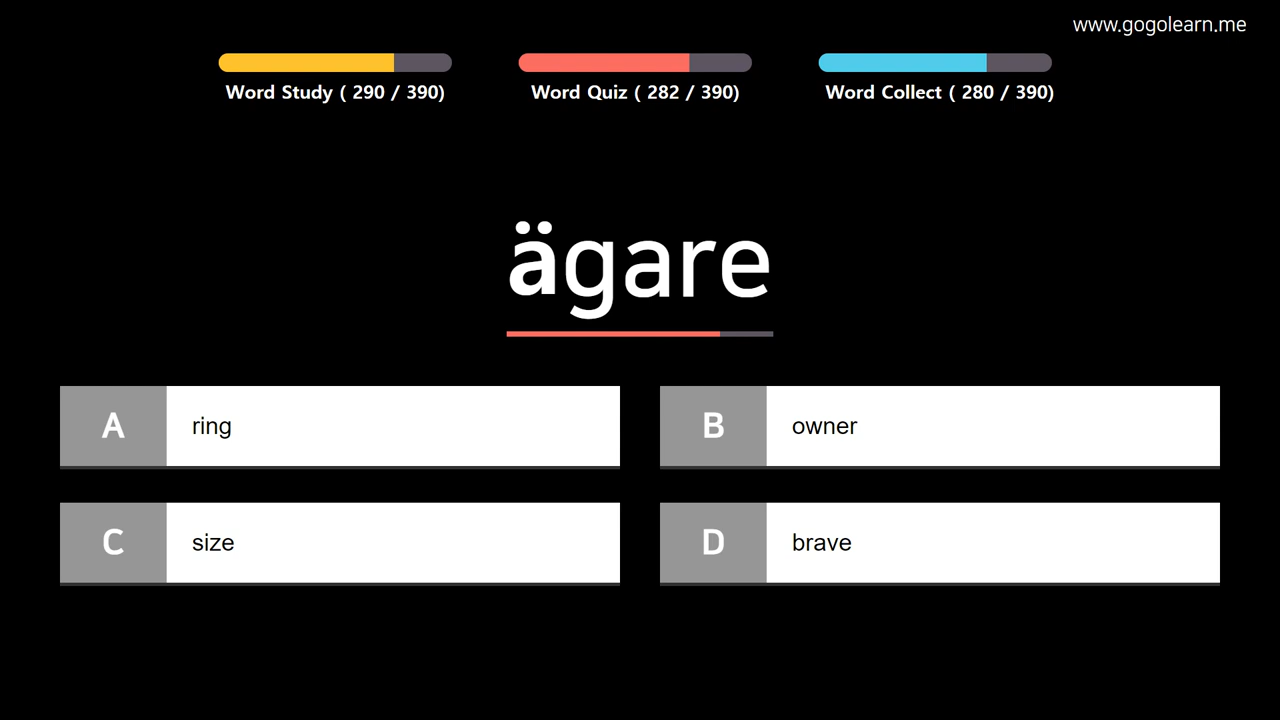 www.gogolearn.me
Word Study ( 290 / 390)
Word Quiz ( 282 / 390)
Word Collect ( 280 / 390)
ägare
A ring
B owner
C size
D brave